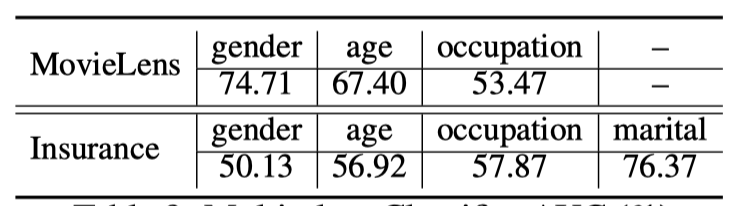 MovieLens gender age occupation –
74.71 67.40 53.47 –
Insurance gender age occupation marital
50.13 56.92 57.87 76.37